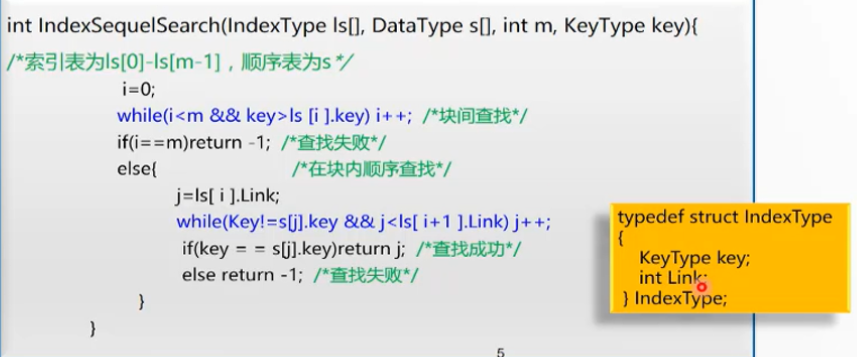 int IndexSequelSearch(IndexType ls[], DataType s[], int m, KeyType key){
/*索引表为ls[0]-ls[m-1]，顺序表为s*/
i=0;
while(i<m && key>ls [i ].key) i++; /*块间查找*/
if(i==m)return -1; /*查找失败*/
else{ /*在块内顺序查找*/
j=ls[ i ].Link;
while(Key!=s[j].key && j<ls[ i+1 ].Link) j++;
if(key = = s[j].key)return j; /*查找成功*/
else return -1; /*查找失败*/
}
}
typedef struct IndexType
{
KeyType key;
int Link;
} IndexType;
5